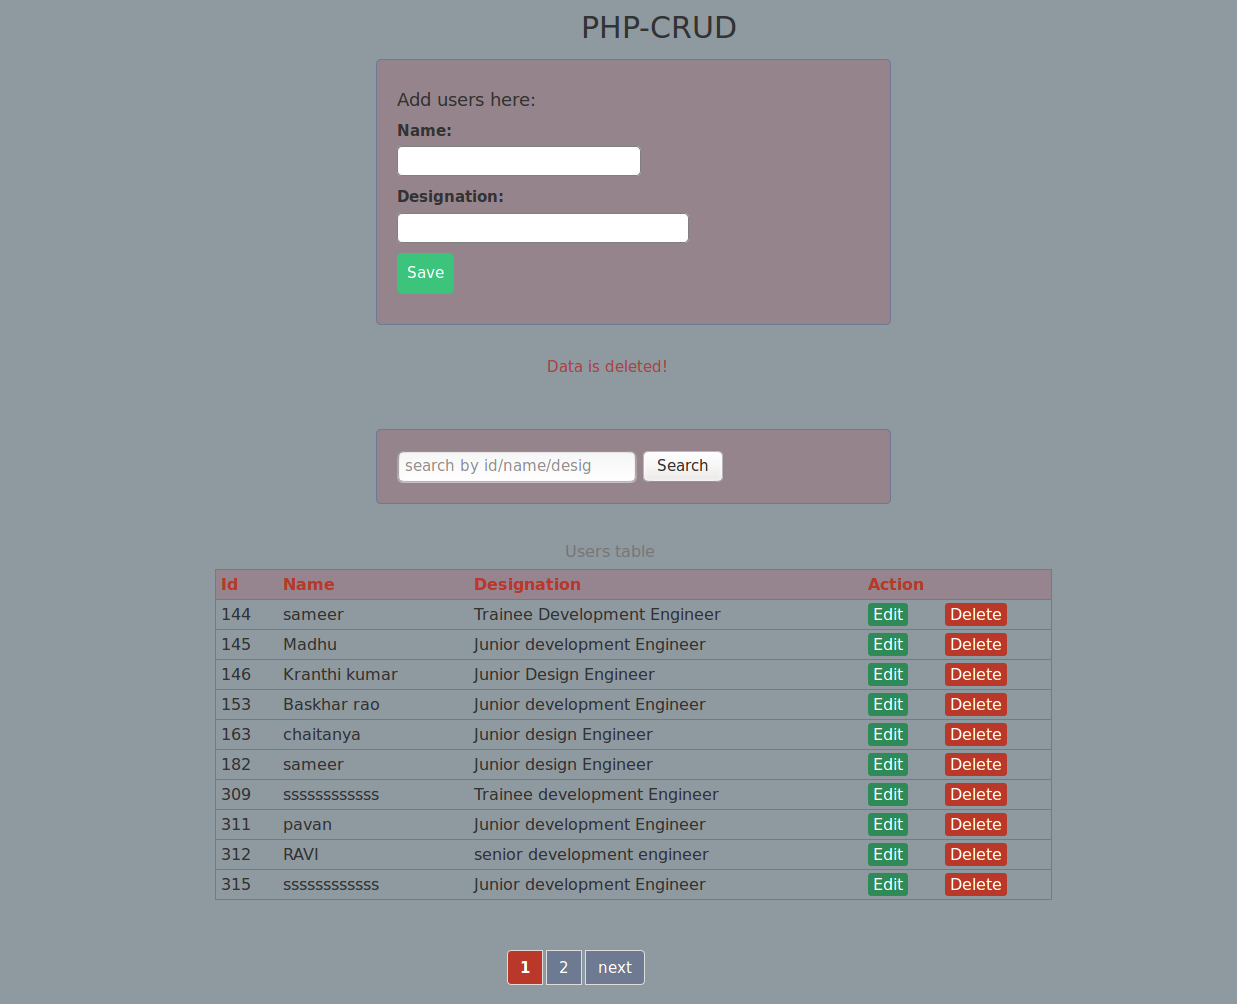 PHP-CRUD
Add users here:
Name:
Designation:
Save
Data is deleted!
search by id/name/desig Search
Users table
Id Name Designation Action
144 sameer Trainee Development Engineer Edit Delete
145 Madhu Junior development Engineer Edit Delete
146 Kranthi kumar Junior Design Engineer Edit Delete
153 Baskhar rao Junior development Engineer Edit Delete
163 chaitanya Junior design Engineer Edit Delete
182 sameer Junior design Engineer Edit Delete
309 ssssssssssss Trainee development Engineer Edit Delete
311 pavan Junior development Engineer Edit Delete
312 RAVI senior development engineer Edit Delete
315 ssssssssssss Junior development Engineer Edit Delete
1 2 next